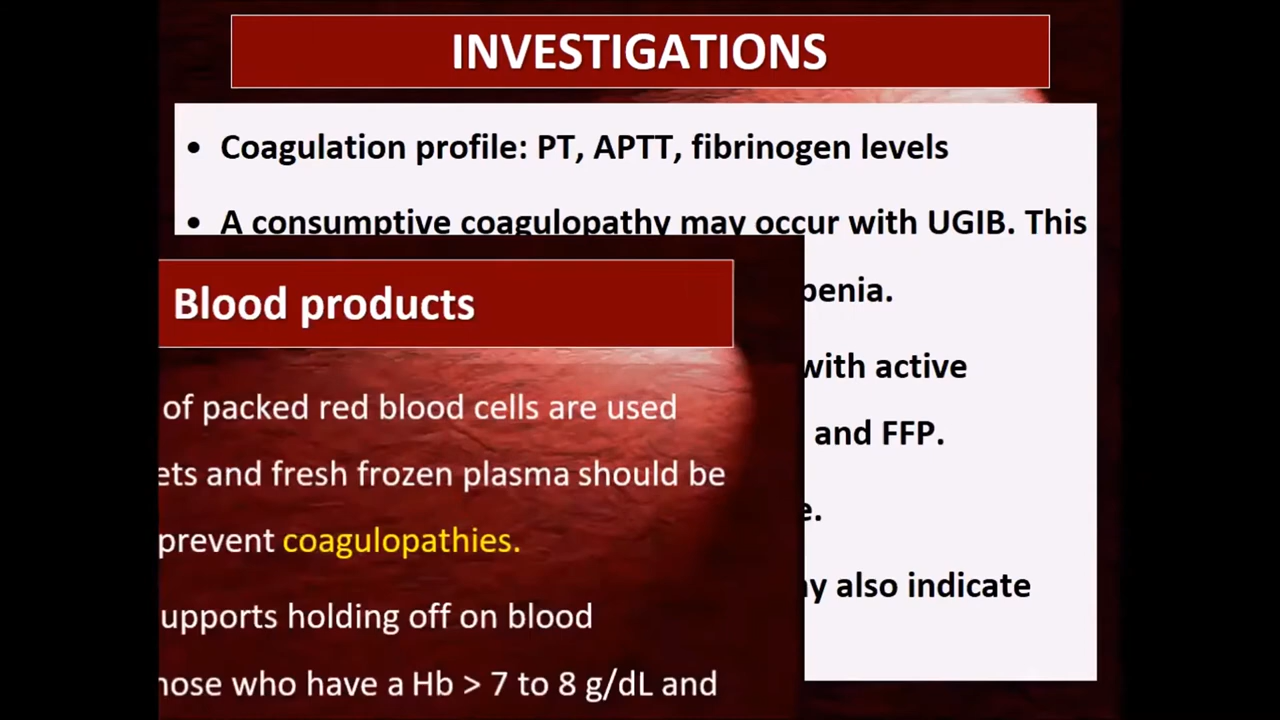 INVESTIGATIONS
• Coagulation profile: PT, APTT, fibrinogen levels
• A consumptive coagulopathy may occur with UGIB. This
penia.
with active
and FFP.
e.
ay also indicate
Blood products
of packed red blood cells are used
ets and fresh frozen plasma should be
prevent coagulopathies.
upports holding off on blood
hose who have a Hb > 7 to 8 g/dL and